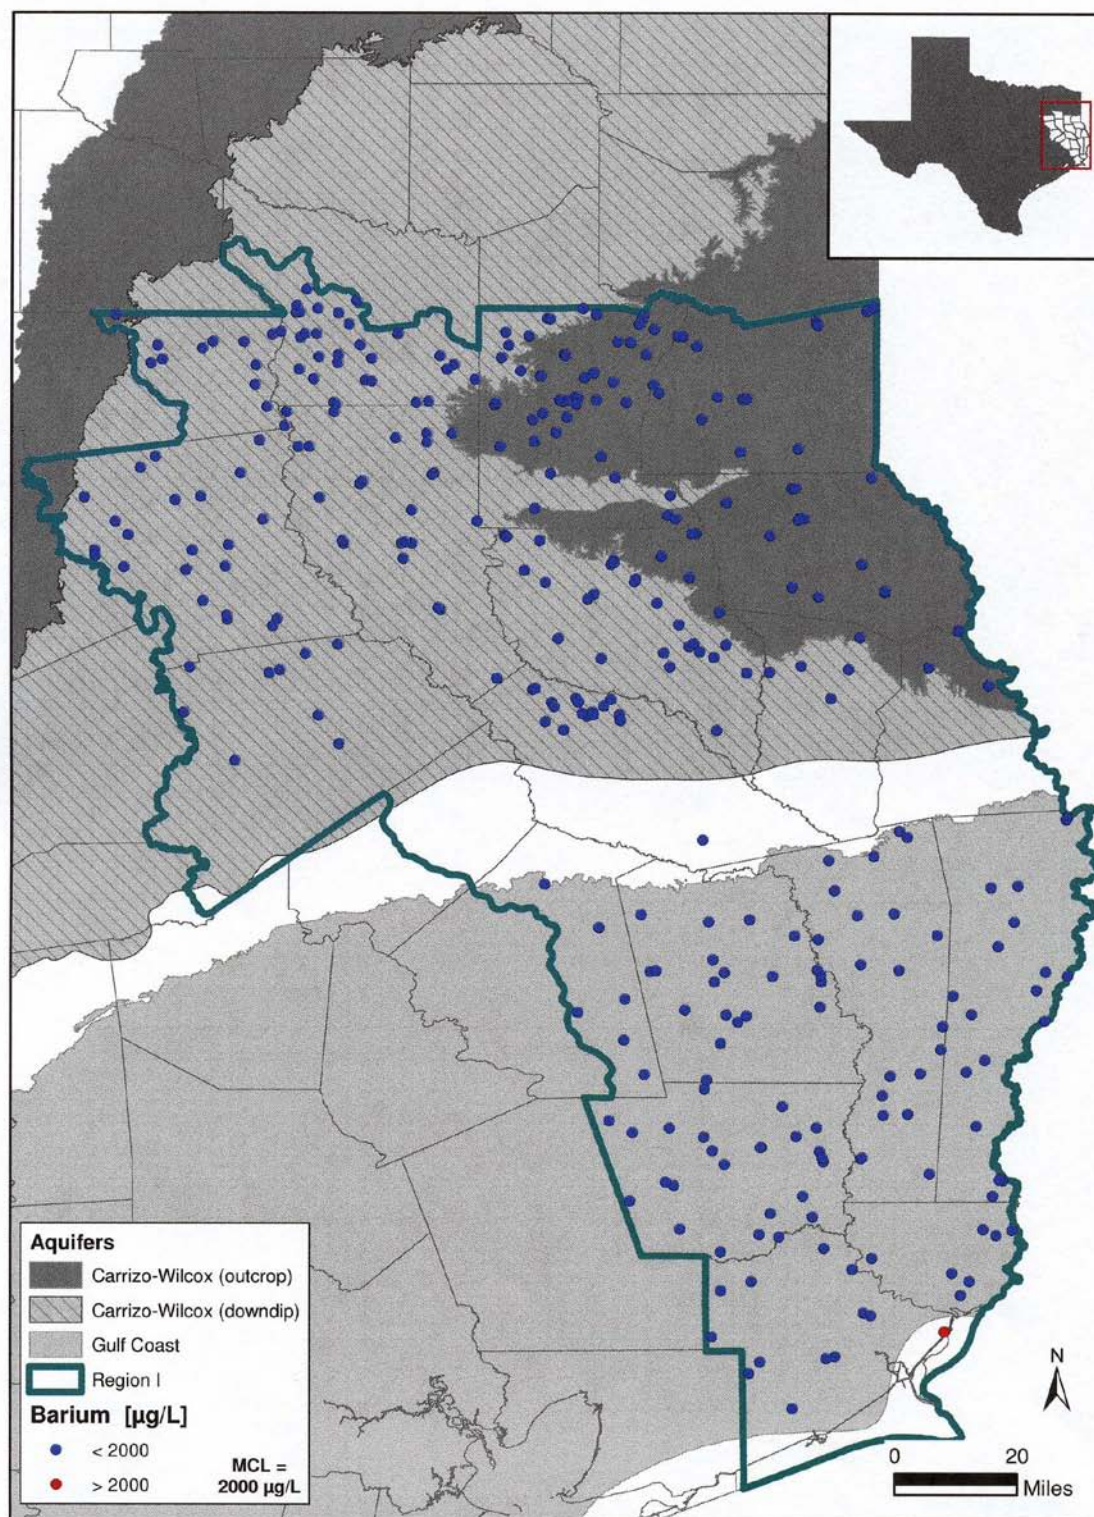 Aquifers
Carrizo-Wilcox (outcrop)
Carrizo-Wilcox (downdip)
Gulf Coast
Region I
Barium [µg/L]
< 2000
> 2000
MCL =
2000 µg/L
N
0 20
Miles